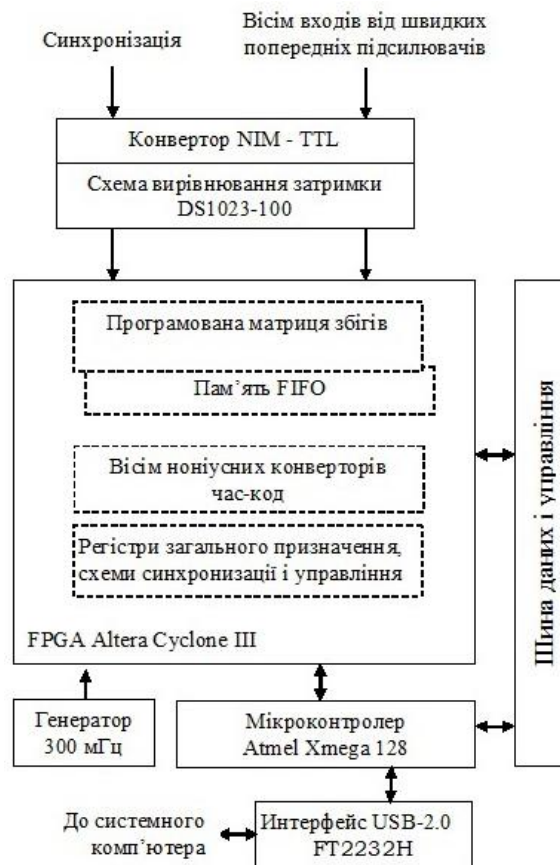 Синхронізація
Вісім входів від швидких
попередніх підсилювачів
Конвертор NIM - TTL
Схема вирівнювання затримки
DS1023-100
Програмована матриця збігів
Пам’ять FIFO
Вісім ноніусних конверторів
час-код
Регістри загального призначення,
схеми синхронизації і управління
FPGA Altera Cyclone III
Шина даних і управління
Генератор
300 мГц
Мікроконтролер
Atmel Xmega 128
До системного
комп’ютера
Интерфейс USB-2.0
FT2232H